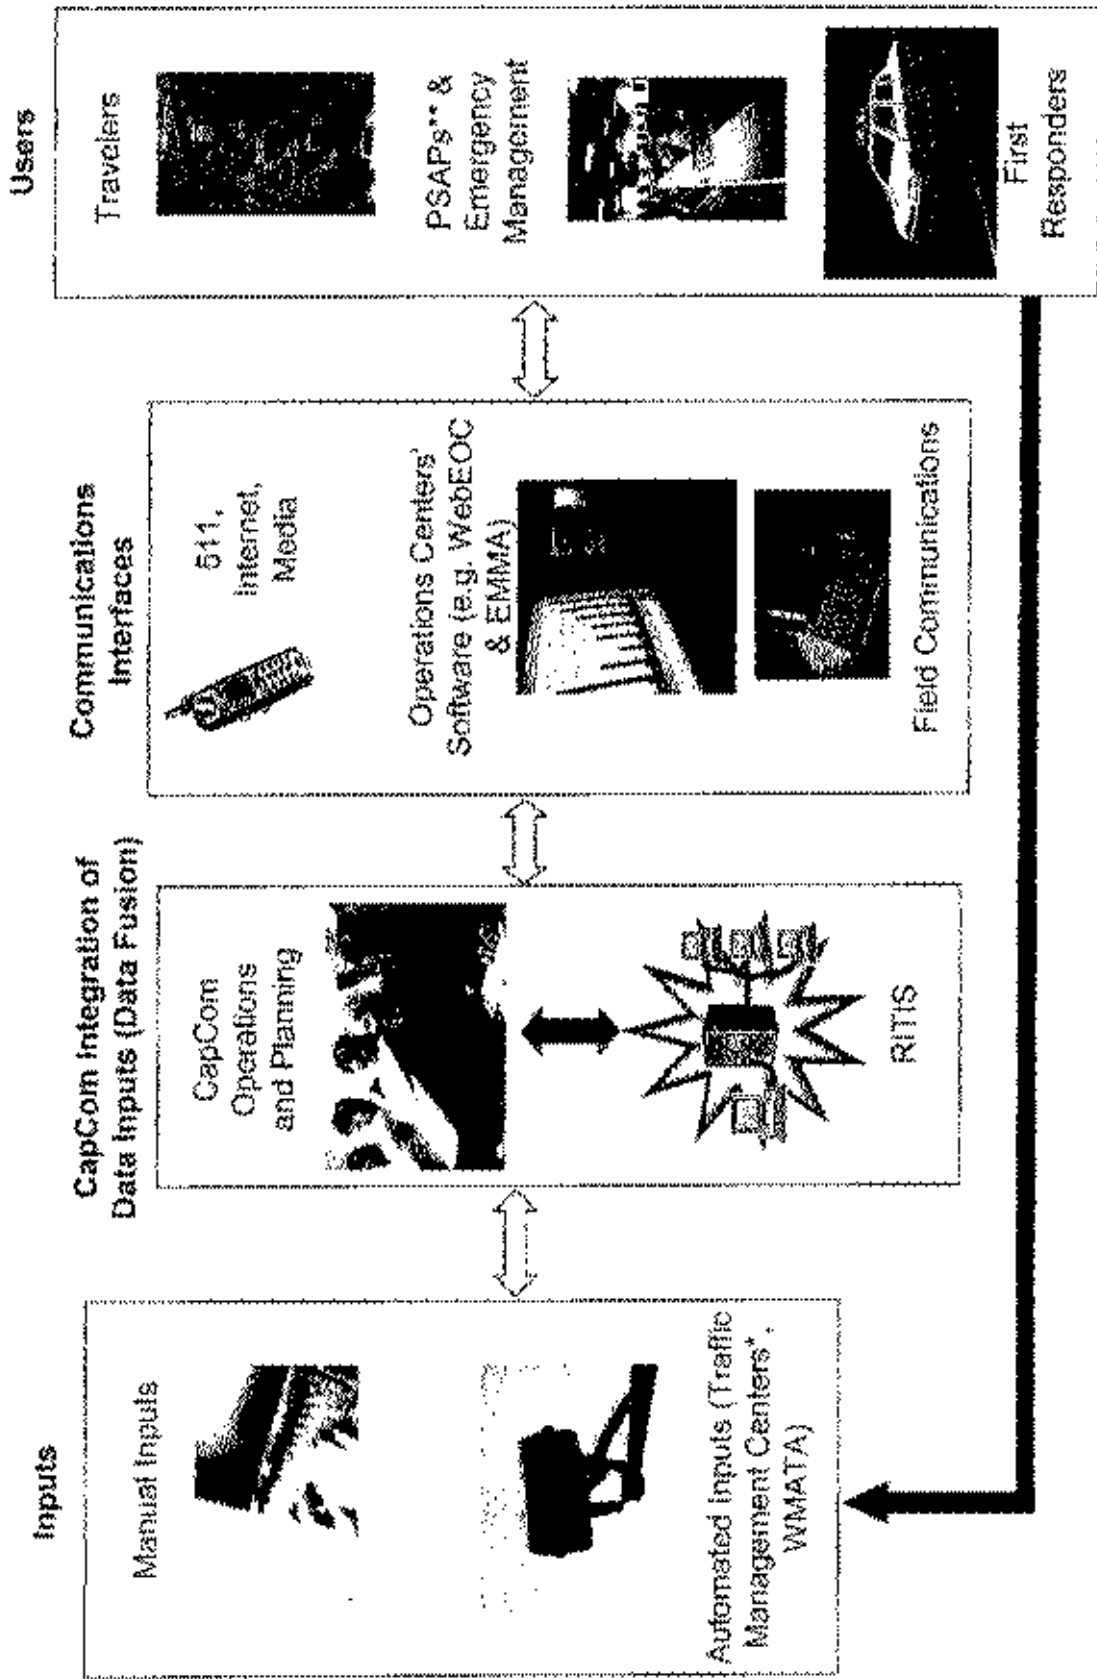 Inputs
Manual Inputs
Automated Inputs (Traffic
Management Centers*,
WMATA)
CapCom Integration of
Data Inputs (Data Fusion)
CapCom
Operations
and Planning
RITIS
Communications
Interfaces
511,
Internet,
Media
Operations Centers'
Software (e.g. WebEOC
& EMMA)
Field Communications
Users
Travelers
PSAPs** &
Emergency
Management
First
Responders